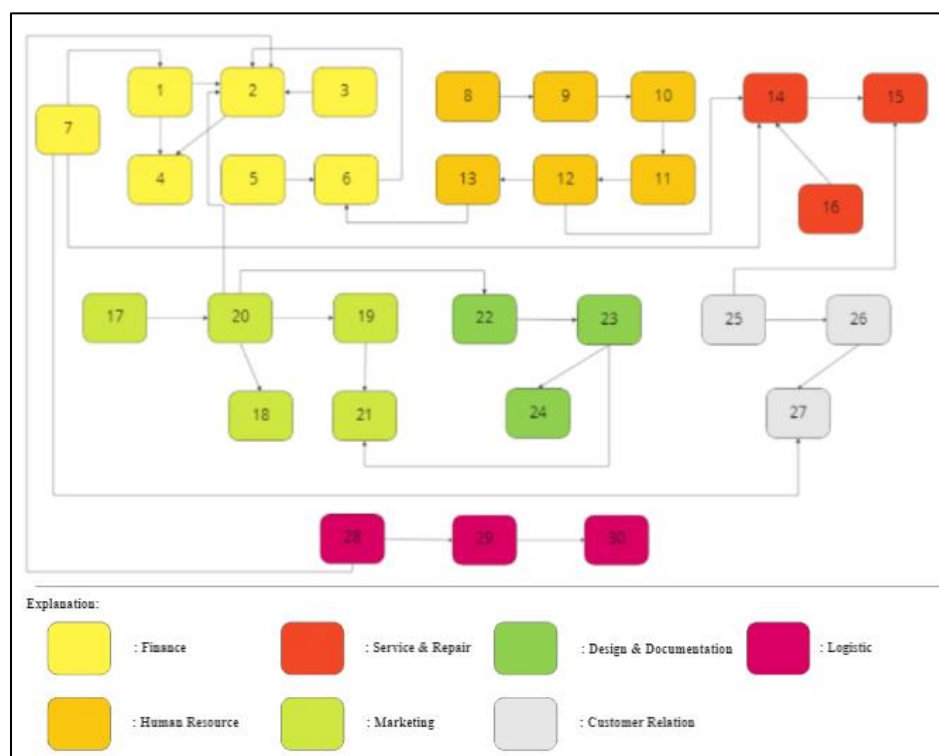 1 2 3 8 9 10 14 15
7
4 5 6 13 12 11
16
17 20 19 22 23 25 26
18 21 24 27
28 29 30
Explanation:
: Finance : Service & Repair : Design & Documentation : Logistic
: Human Resource : Marketing : Customer Relation